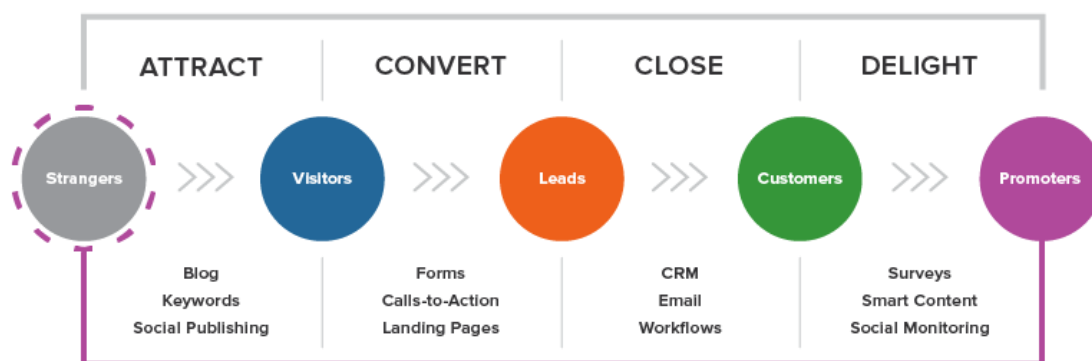 ATTRACT
CONVERT
CLOSE
DELIGHT
Strangers
Visitors
Leads
Customers
Promoters
Blog
Keywords
Social Publishing
Forms
Calls-to-Action
Landing Pages
CRM
Email
Workflows
Surveys
Smart Content
Social Monitoring